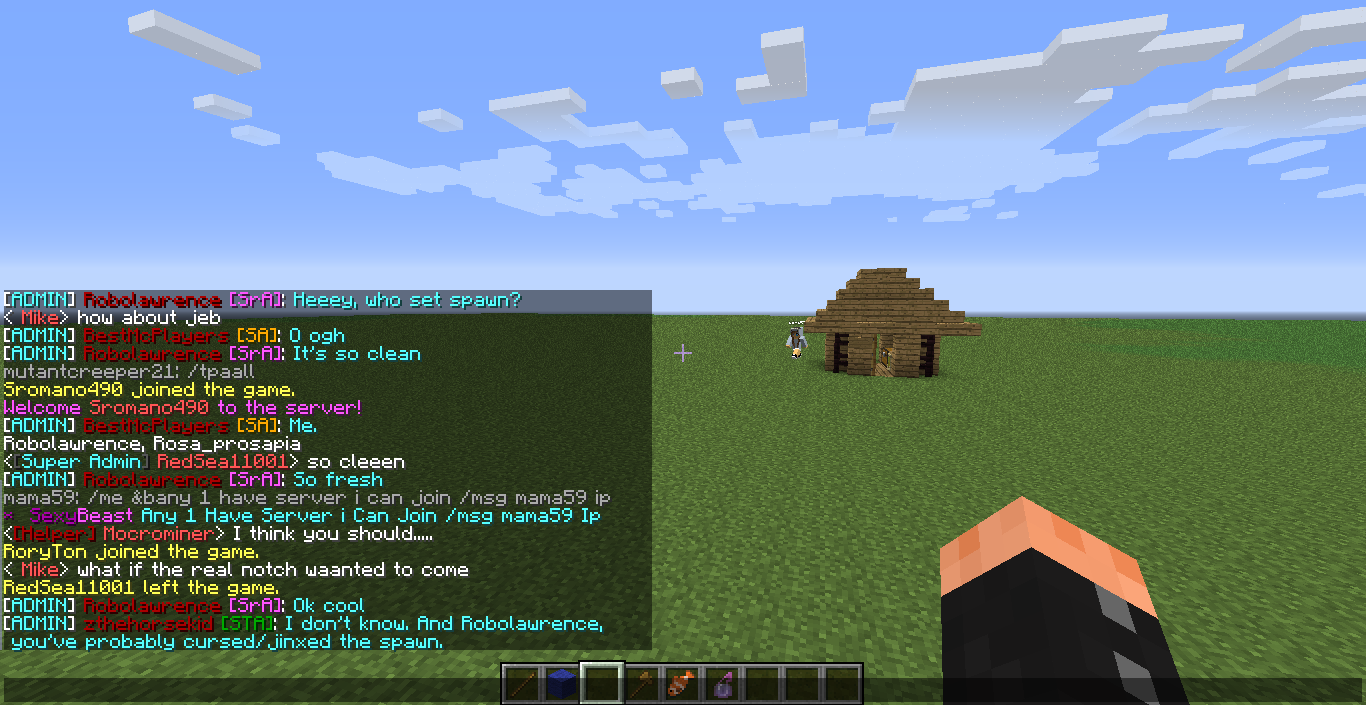 [ADMIN] Robolawrence [SrA]: Heeey, who set spawn?
< Mike> how about jeb
[ADMIN] BestMcPlayers [SA]: O ogh
[ADMIN] Robolawrence [SrA]: It's so clean
mutantcreeper21: /tpaall
Sromano490 joined the game.
Welcome Sromano490 to the server!
[ADMIN] BestMcPlayers [SA]: Me.
Robolawrence, Rosa_prosapia
<[Super Admin] RedSea11001> so cleeen
[ADMIN] Robolawrence [SrA]: So fresh
mama59: /me &bany 1 have server i can join /msg mama59 ip
* SexyBeast Any 1 Have Server i Can Join /msg mama59 Ip
<[Helper] Mocrominer> I think you should.....
RoryTon joined the game.
< Mike> what if the real notch waanted to come
RedSea11001 left the game.
[ADMIN] Robolawrence [SrA]: Ok cool
[ADMIN] zthehorsekid [STA]: I don't know. And Robolawrence,
you've probably cursed/jinxed the spawn.